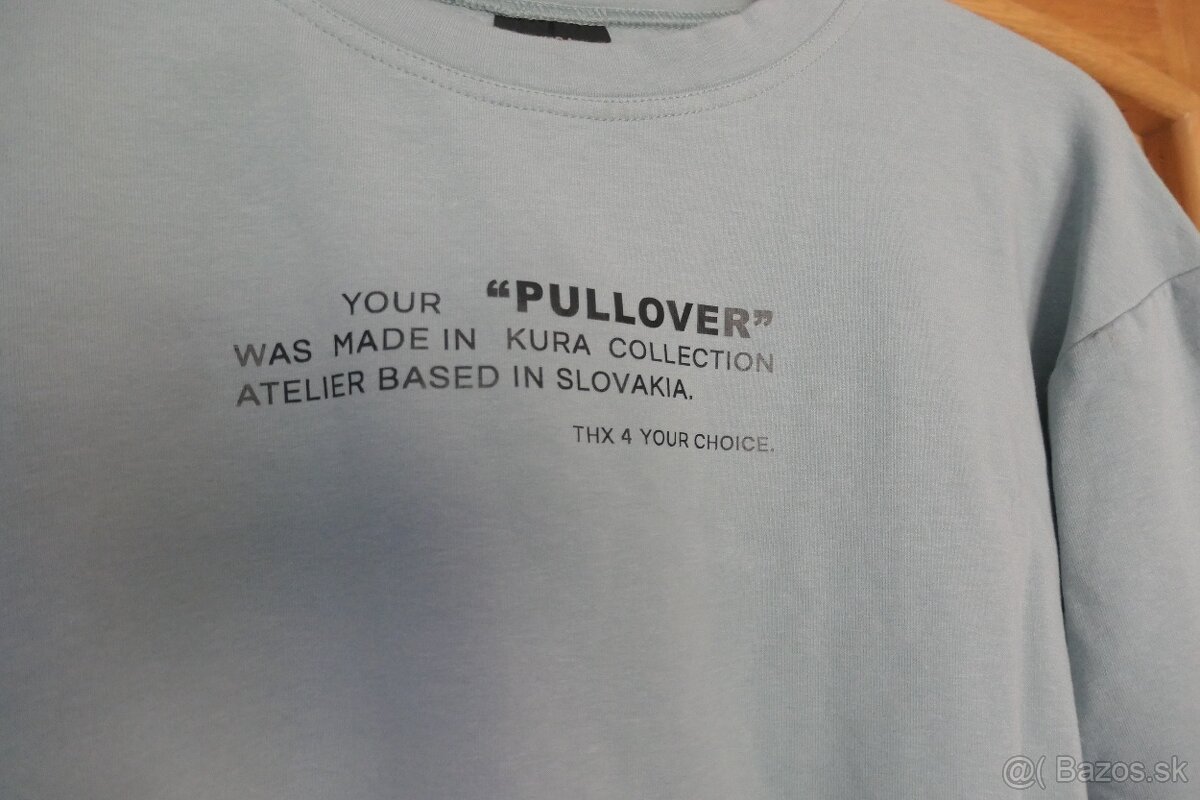 YOUR “PULLOVER”
WAS MADE IN KURA COLLECTION
ATELIER BASED IN SLOVAKIA.
THX 4 YOUR CHOICE.
@( Bazos.sk